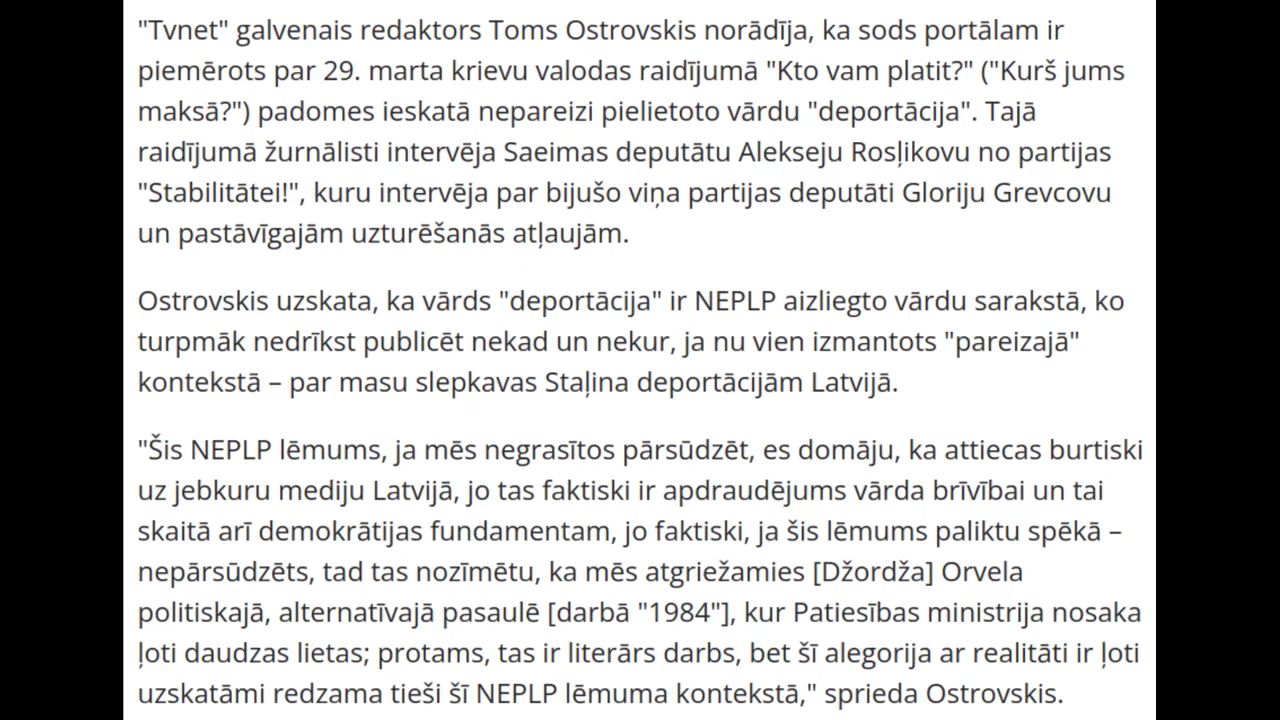 "Tvnet" galvenais redaktors Toms Ostrovskis norādīja, ka sods portālam ir
piemērots par 29. marta krievu valodas raidījumā "Kto vam platit?" ("Kurš jums
maksā?") padomes ieskatā nepareizi pielietoto vārdu "deportācija". Tajā
raidījumā žurnālisti intervēja Saeimas deputātu Alekseju Rosļikovu no partijas
"Stabilitātei!", kuru intervēja par bijušo viņa partijas deputāti Gloriju Grevcovu
un pastāvīgajām uzturēšanās atļaujām.
Ostrovskis uzskata, ka vārds "deportācija" ir NEPLP aizliegto vārdu sarakstā, ko
turpmāk nedrīkst publicēt nekad un nekur, ja nu vien izmantots "pareizajā"
kontekstā – par masu slepkavas Staļina deportācijām Latvijā.
"Šis NEPLP lēmums, ja mēs negrasītos pārsūdzēt, es domāju, ka attiecas burtiski
uz jebkuru mediju Latvijā, jo tas faktiski ir apdraudējums vārda brīvībai un tai
skaitā arī demokrātijas fundamentam, jo faktiski, ja šis lēmums paliktu spēkā –
nepārsūdzēts, tad tas nozīmētu, ka mēs atgriežamies [Džordža] Orvela
politiskajā, alternatīvajā pasaulē [darbā "1984"], kur Patiesības ministrija nosaka
ļoti daudzas lietas; protams, tas ir literārs darbs, bet šī alegorija ar realitāti ir ļoti
uzskatāmi redzama tieši šī NEPLP lēmuma kontekstā," sprieda Ostrovskis.